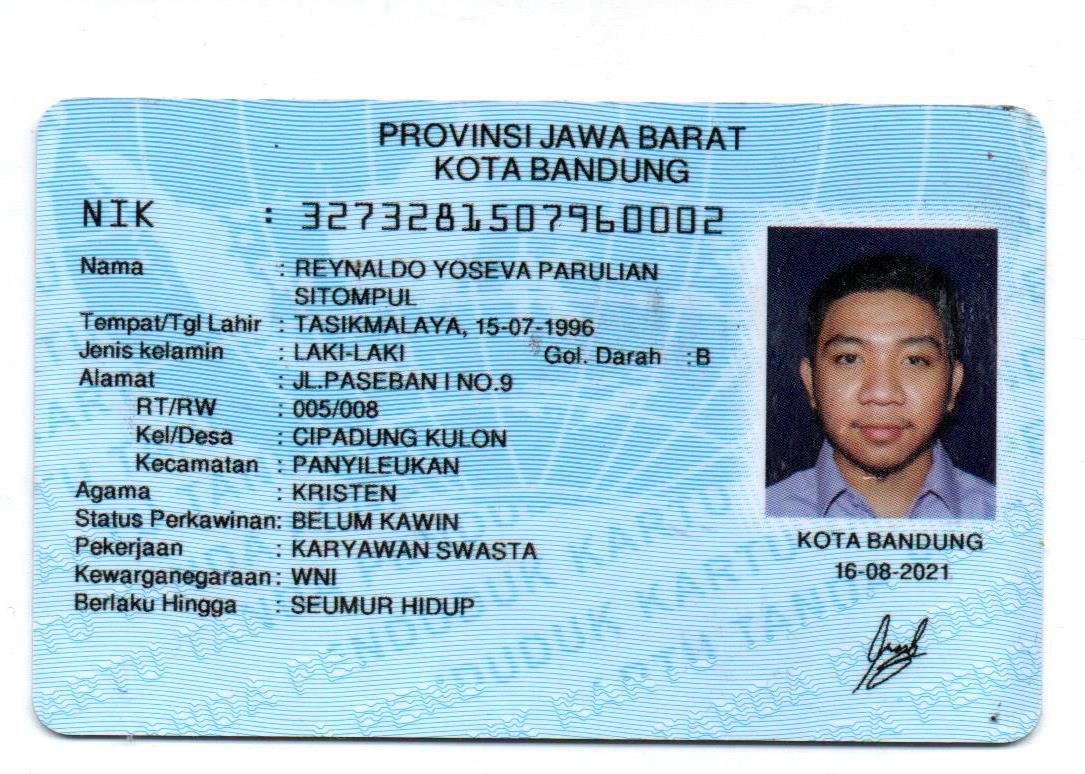 PROVINSI JAWA BARAT
KOTA BANDUNG
NIK : 3273281507960002
Nama : REYNALDO YOSEVA PARULIAN
SITOMPUL
Tempat/Tgl Lahir : TASIKMALAYA, 15-07-1996
Jenis kelamin : LAKI-LAKI Gol. Darah : B
Alamat : JL.PASEBAN I NO.9
RT/RW : 005/008
Kel/Desa : CIPADUNG KULON
Kecamatan : PANYILEUKAN
Agama : KRISTEN
Status Perkawinan: BELUM KAWIN
Pekerjaan : KARYAWAN SWASTA
Kewarganegaraan: WNI
Berlaku Hingga : SEUMUR HIDUP
KOTA BANDUNG
16-08-2021